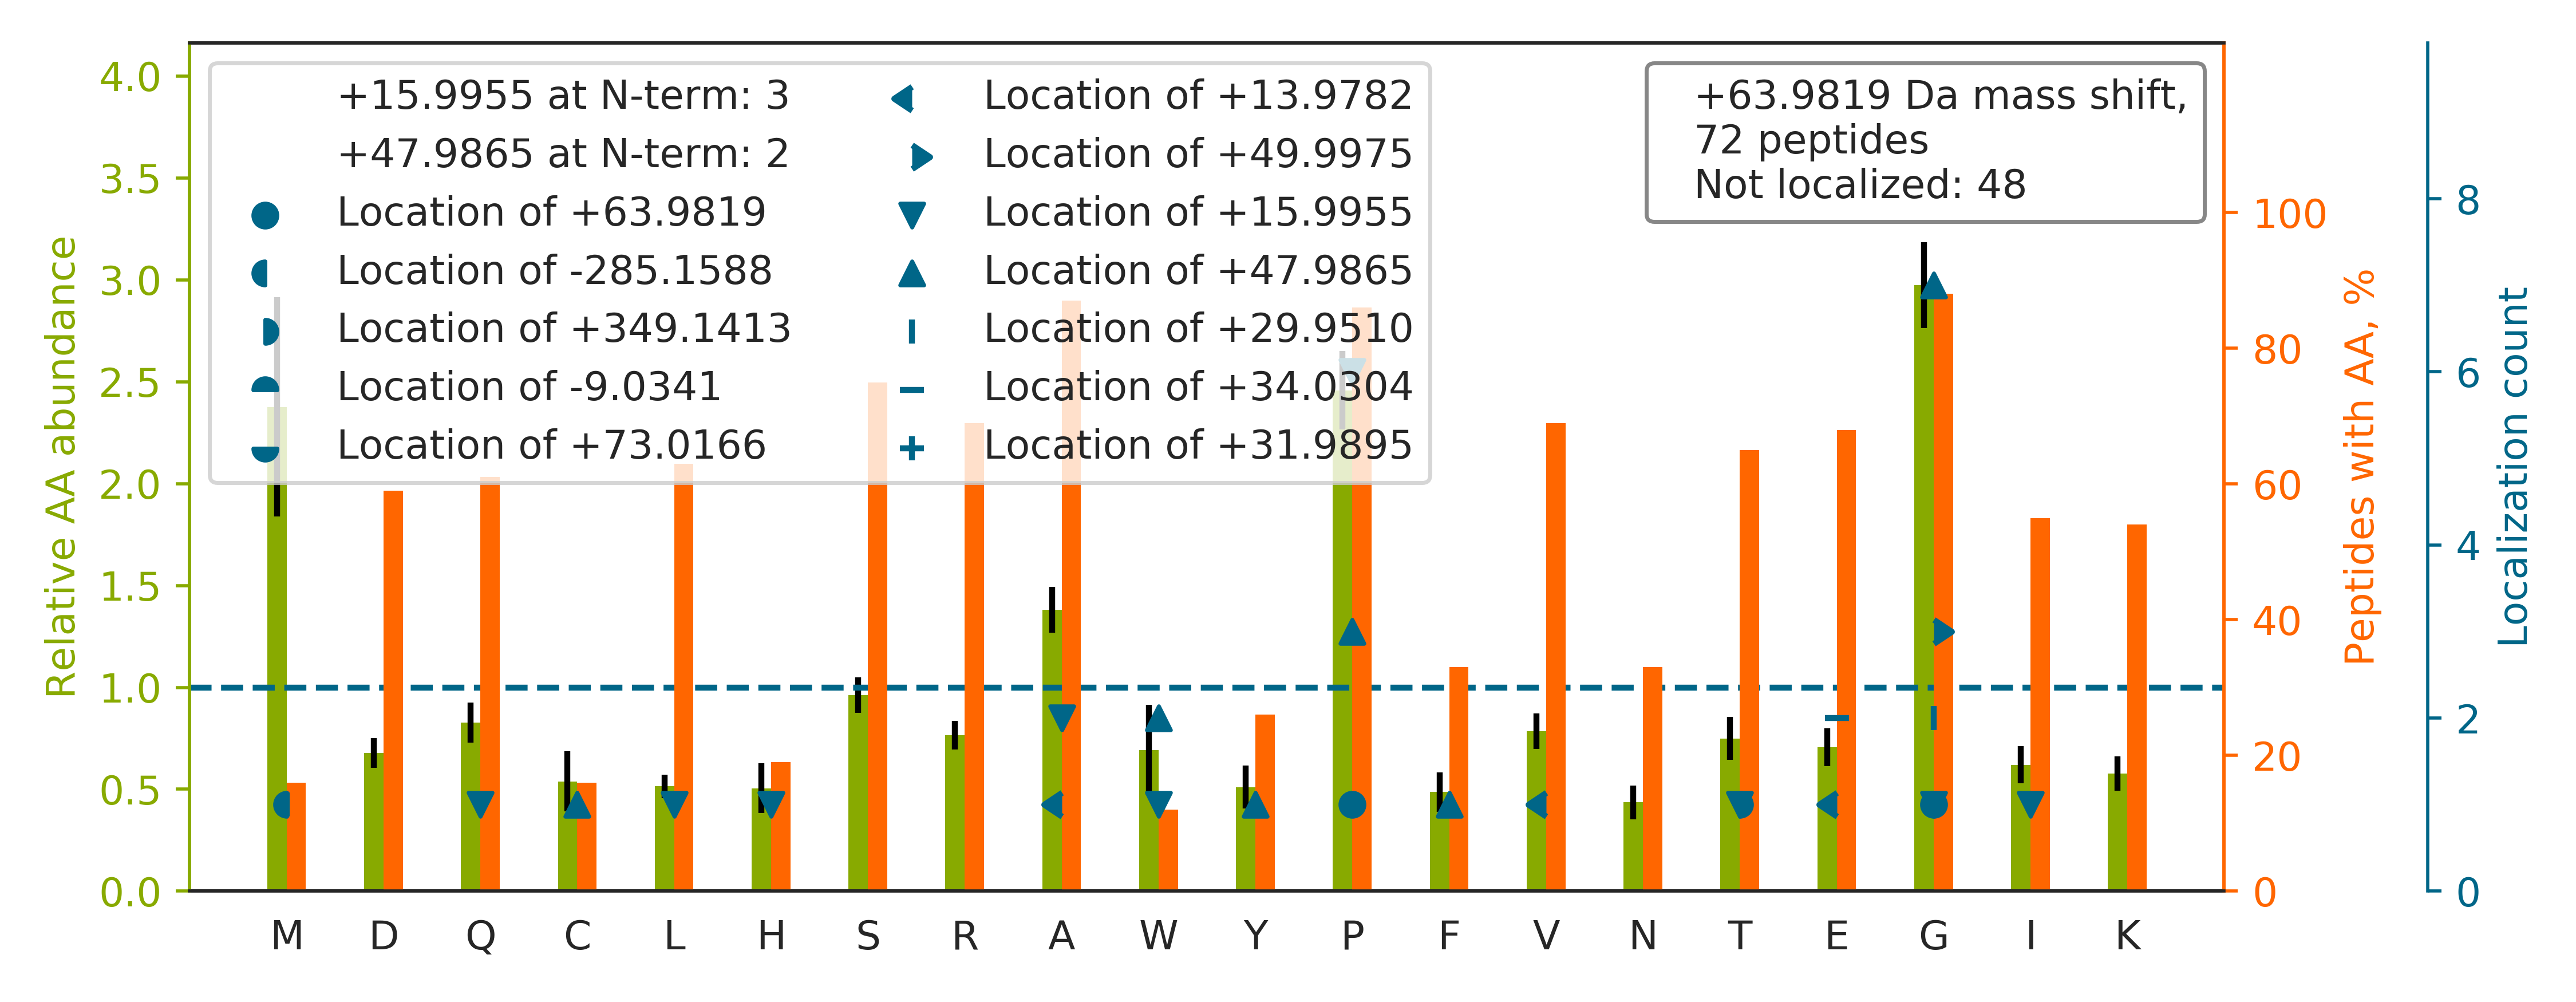 +15.9955 at N-term: 3
+47.9865 at N-term: 2
Location of +63.9819
Location of -285.1588
Location of +349.1413
Location of -9.0341
Location of +73.0166
Location of +13.9782
Location of +49.9975
Location of +15.9955
Location of +47.9865
Location of +29.9510
Location of +34.0304
Location of +31.9895
+63.9819 Da mass shift,
72 peptides
Not localized: 48
Relative AA abundance
4.0
3.5
3.0
2.5
2.0
1.5
1.0
0.5
0.0
M D Q C L H S R A W Y P F V N T E G I K
100
80
60
40
20
0
Peptides with AA, %
8
6
4
2
0
Localization count